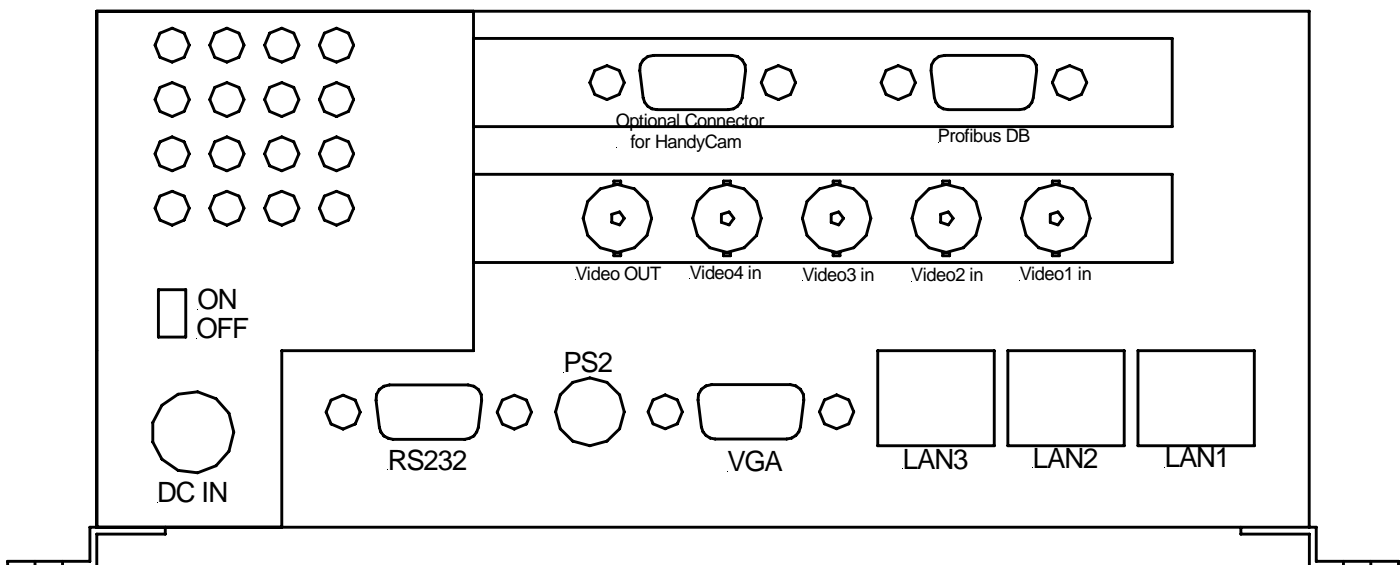 Optional Connector
for HandyCam
Profibus DB
Video OUT
Video4 in
Video3 in
Video2 in
Video1 in
ON
OFF
PS2
RS232
VGA
LAN3
LAN2
LAN1
DC IN